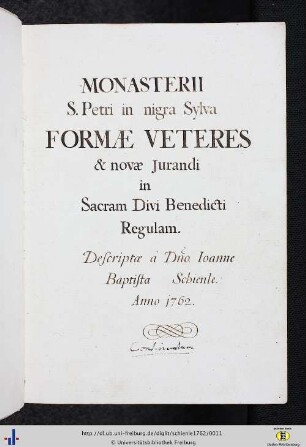 MONASTERII
S. Petri in nigra Sylva
FORMÆ VETERES
& novæ Jurandi
in
Sacram Divi Benedicti
Regulam.
Descriptæ à Dño. Ioanne
Baptista Schienle.
Anno 1762.
http://dl.ub.uni-freiburg.de/diglit/schienle1762/0011
© Universitätsbibliothek Freiburg